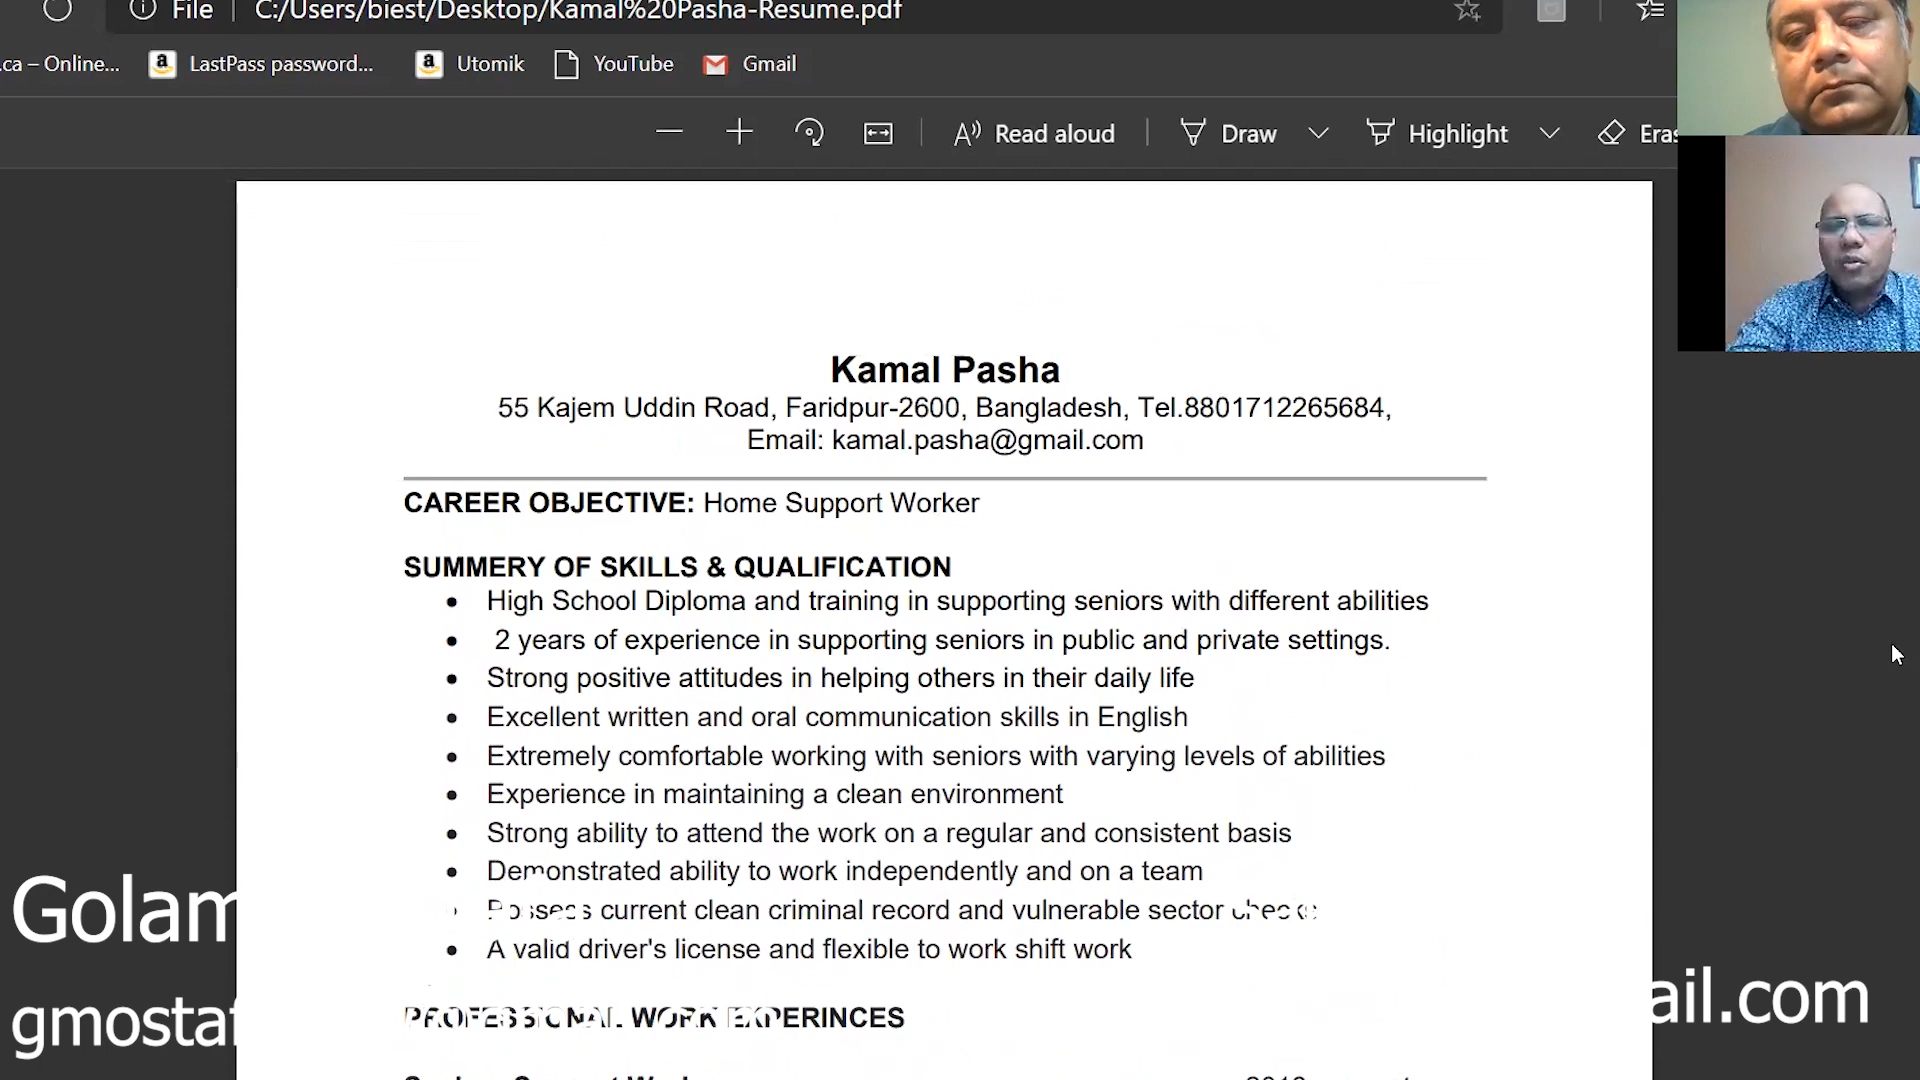 File C:/Users/biest/Desktop/Kamal%20Pasha-Resume.pdf
.ca – Online... LastPass password... Utomik YouTube Gmail
Read aloud Draw Highlight
Kamal Pasha
55 Kajem Uddin Road, Faridpur-2600, Bangladesh, Tel.8801712265684,
Email: kamal.pasha@gmail.com
CAREER OBJECTIVE: Home Support Worker
SUMMERY OF SKILLS & QUALIFICATION
• High School Diploma and training in supporting seniors with different abilities
• 2 years of experience in supporting seniors in public and private settings.
• Strong positive attitudes in helping others in their daily life
• Excellent written and oral communication skills in English
• Extremely comfortable working with seniors with varying levels of abilities
• Experience in maintaining a clean environment
• Strong ability to attend the work on a regular and consistent basis
• Demonstrated ability to work independently and on a team
• Possess current clean criminal record and vulnerable sector checks
• A valid driver's license and flexible to work shift work
PROFESSIONAL WORK EXPERINCES
Golam
gmostaf
ail.com